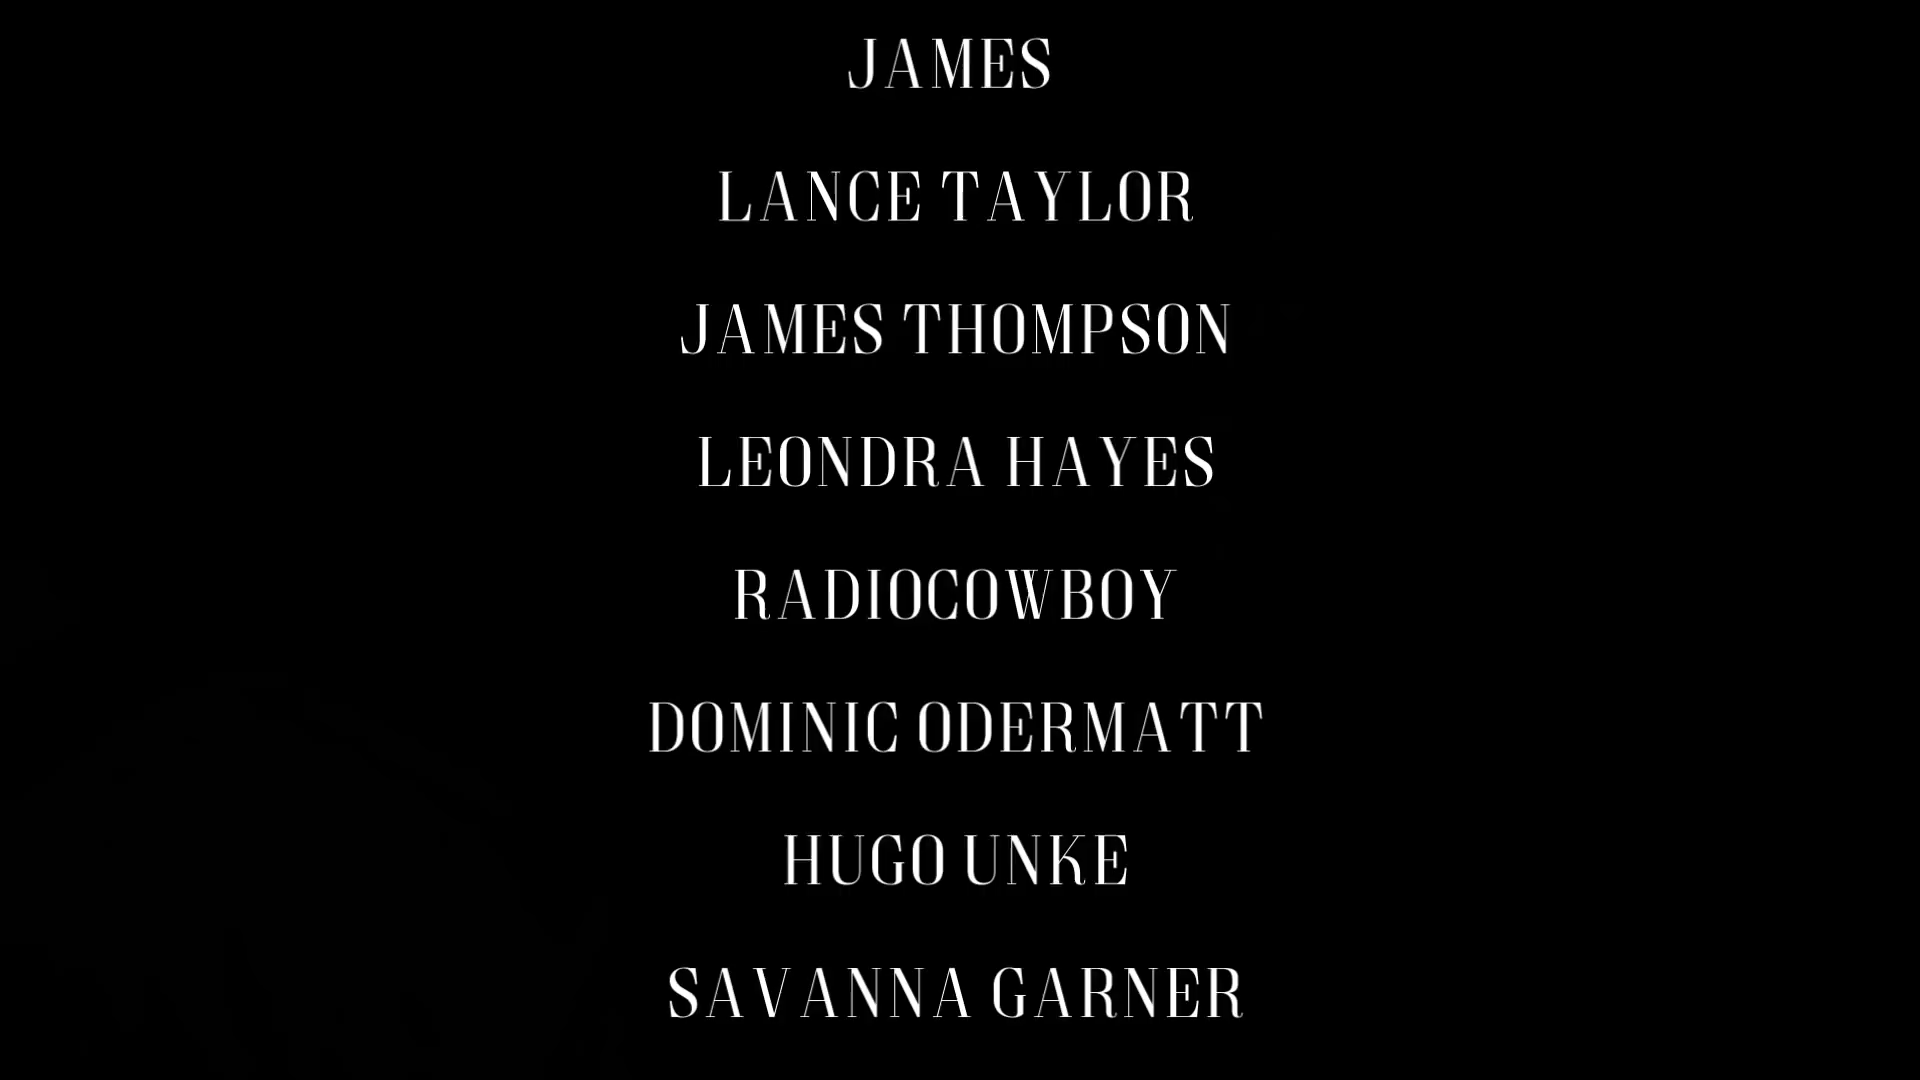 JAMES
LANCE TAYLOR
JAMES THOMPSON
LEONDRA HAYES
RADIOCOWBOY
DOMINIC ODERMATT
HUGO UNKE
SAVANNA GARNER